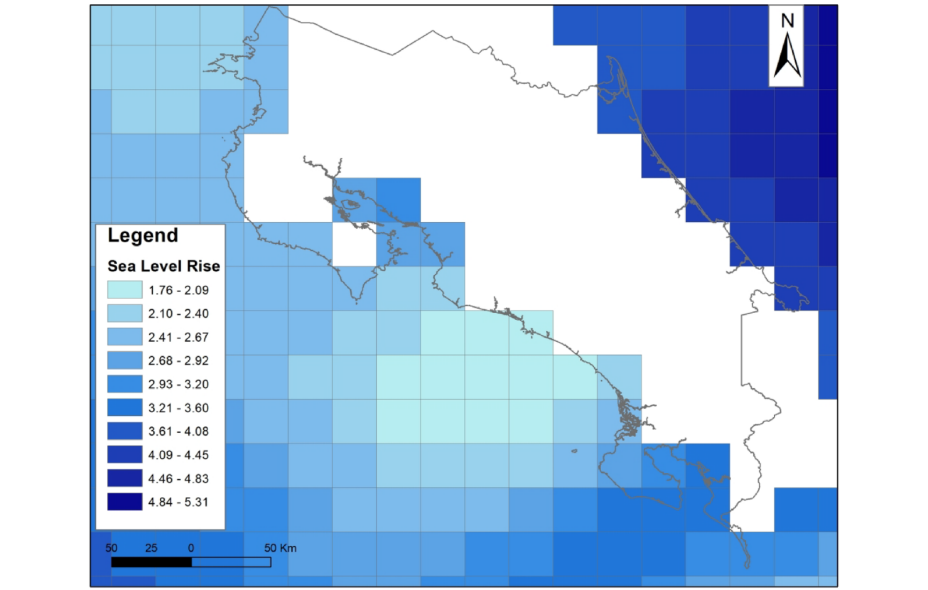 N
Legend
Sea Level Rise
1.76 - 2.09
2.10 - 2.40
2.41 - 2.67
2.68 - 2.92
2.93 - 3.20
3.21 - 3.60
3.61 - 4.08
4.09 - 4.45
4.46 - 4.83
4.84 - 5.31
50 25 0 50 Km